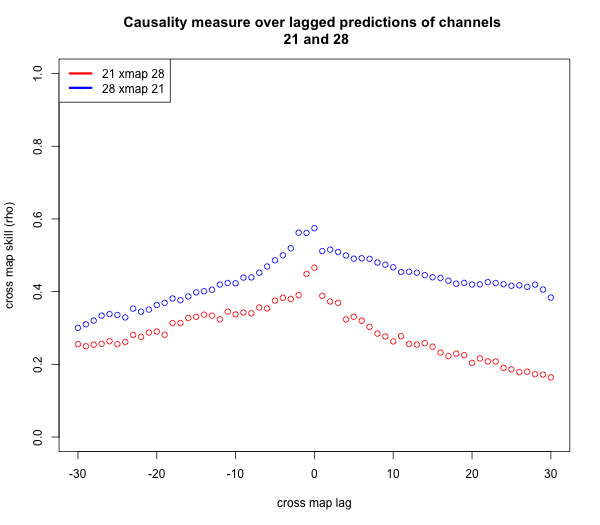 Causality measure over lagged predictions of channels
21 and 28
21 xmap 28
28 xmap 21
cross map skill (rho)
1.0
0.8
0.6
0.4
0.2
0.0
-30 -20 -10 0 10 20 30
cross map lag